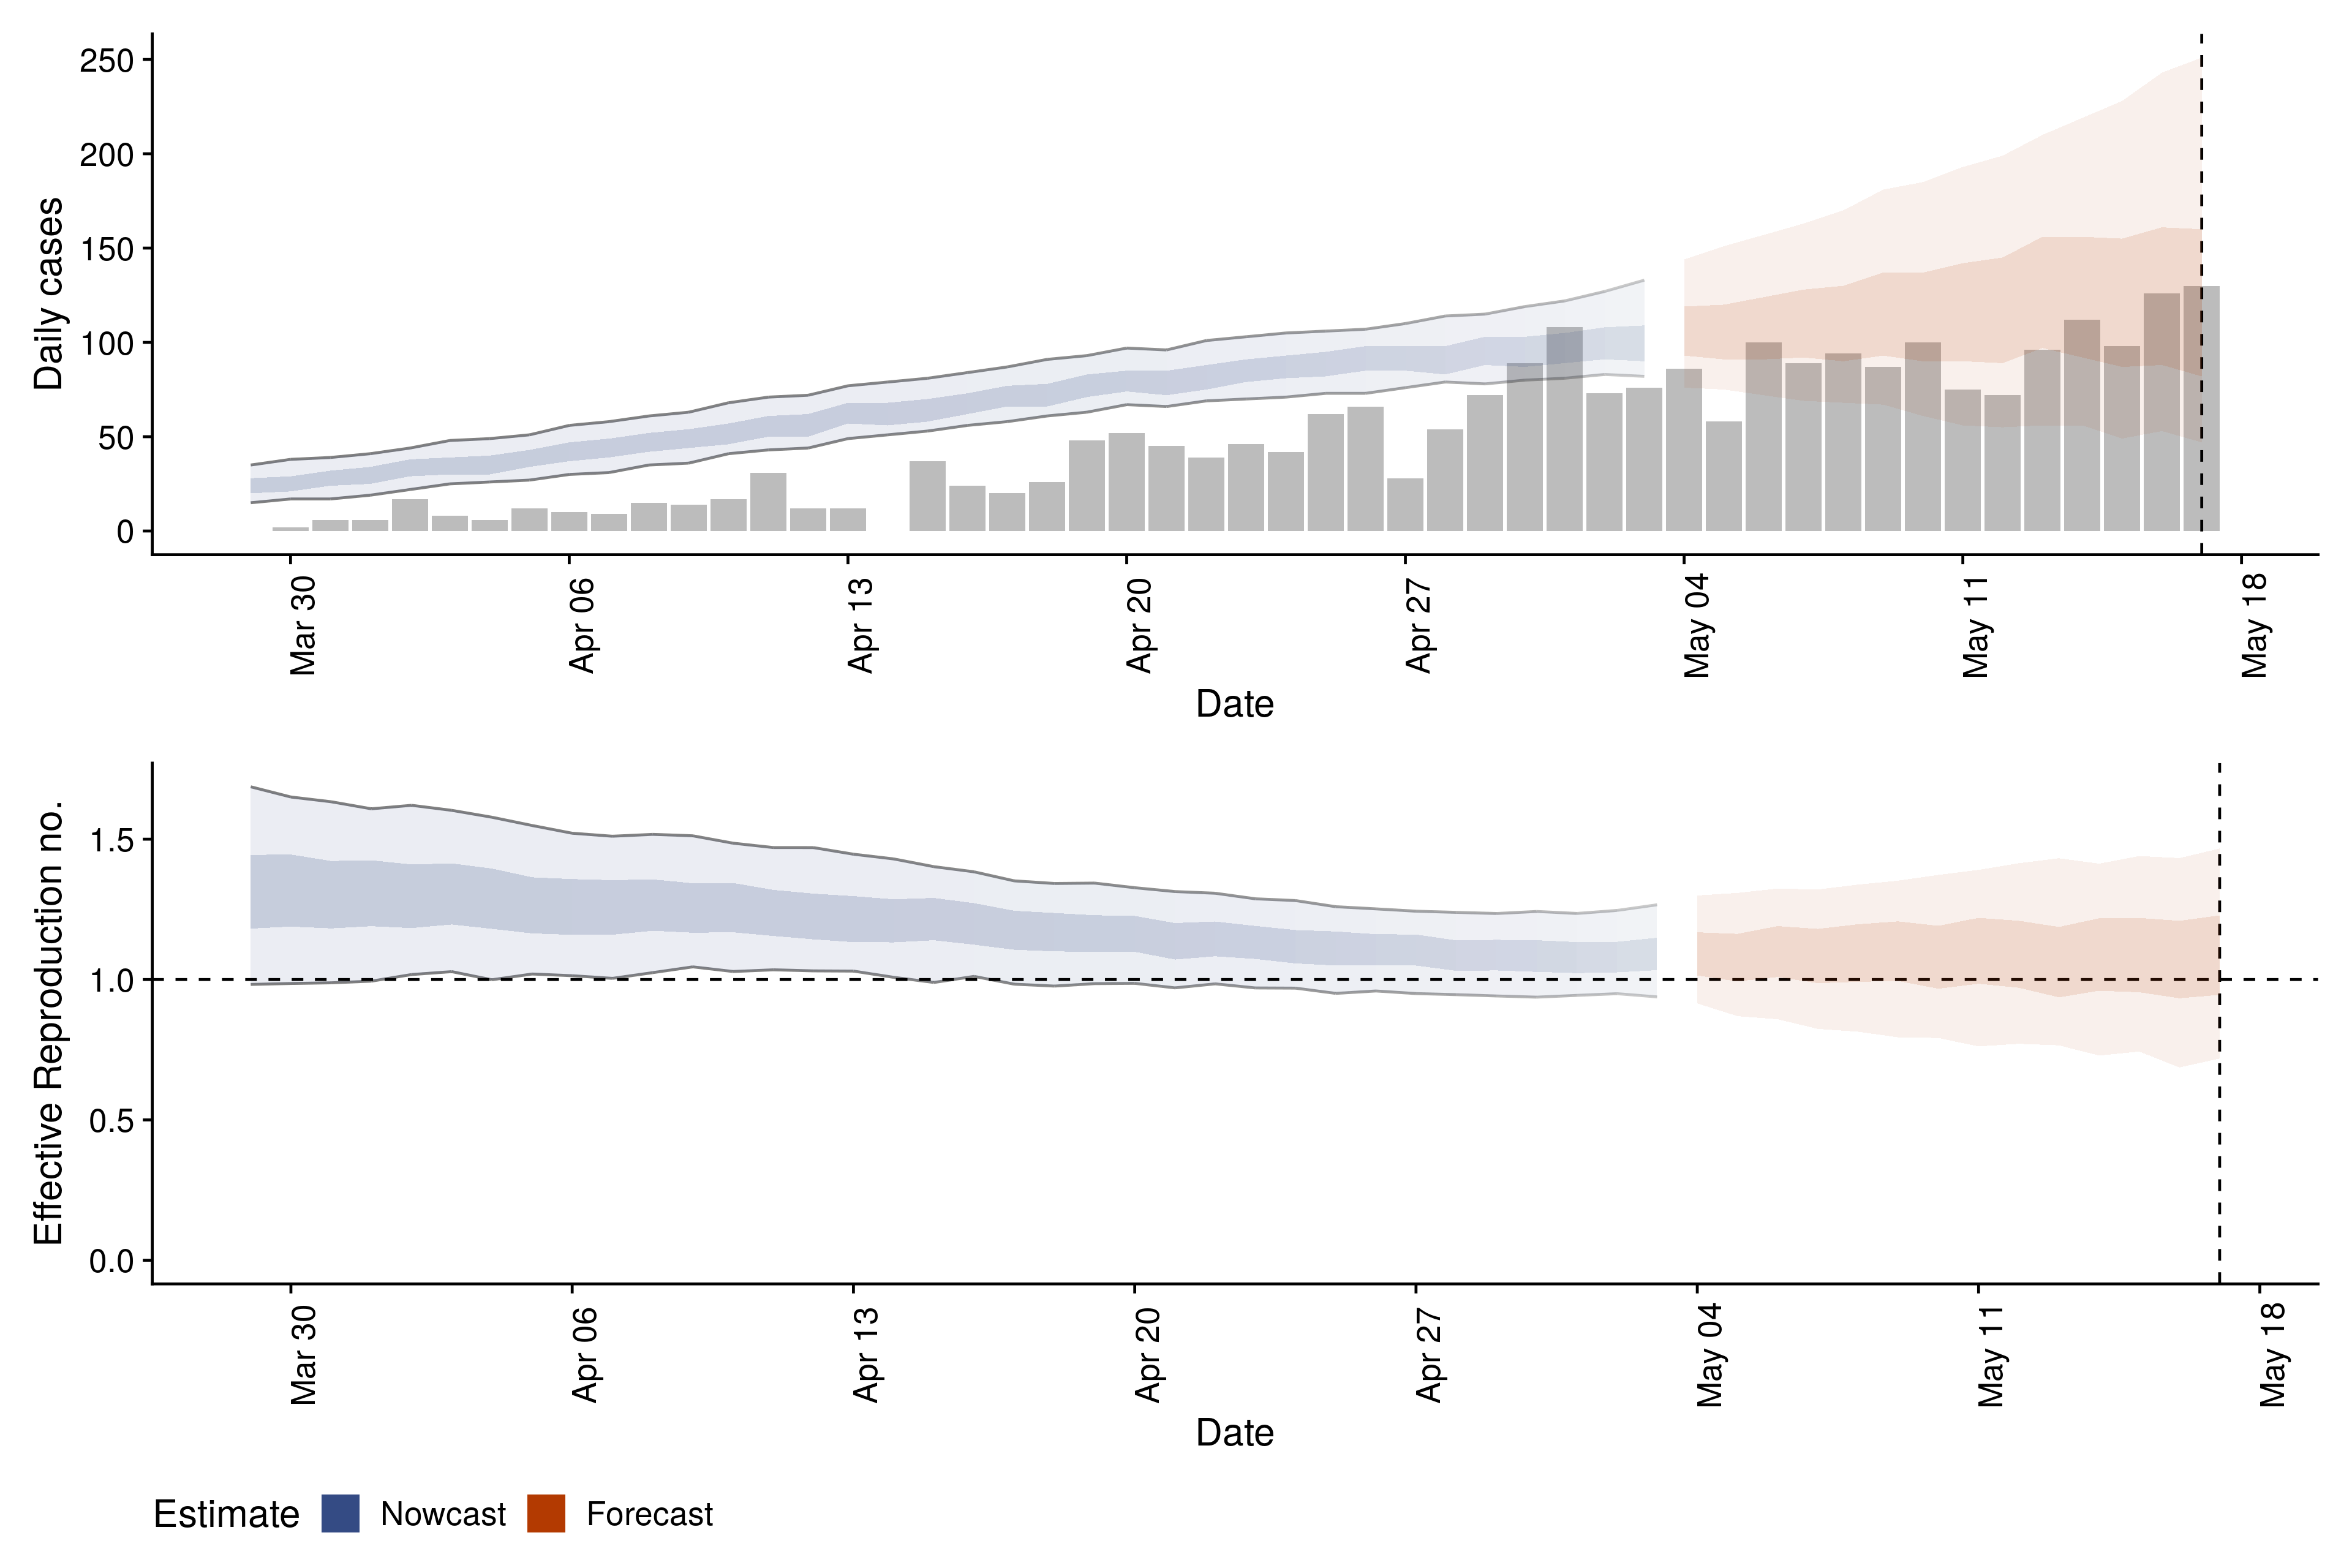 Daily cases
250
200
150
100
50
0
Mar 30
Apr 06
Apr 13
Apr 20
Apr 27
May 04
May 11
May 18
Date
Effective Reproduction no.
1.5
1.0
0.5
0.0
Mar 30
Apr 06
Apr 13
Apr 20
Apr 27
May 04
May 11
May 18
Date
Estimate Nowcast Forecast